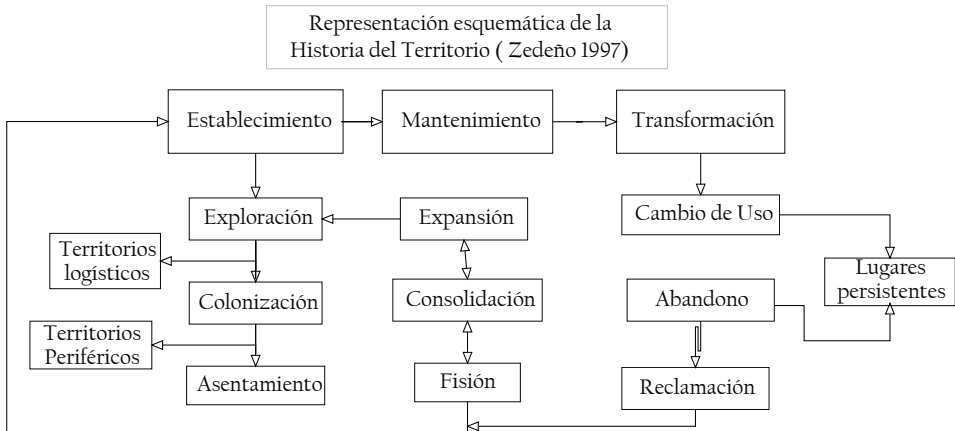 Representación esquemática de la
Historia del Territorio ( Zedeño 1997)
Establecimiento
Mantenimiento
Transformación
Exploración
Expansión
Cambio de Uso
Territorios
logísticos
Lugares
persistentes
Colonización
Consolidación
Abandono
Territorios
Periféricos
Asentamiento
Fisión
Reclamación